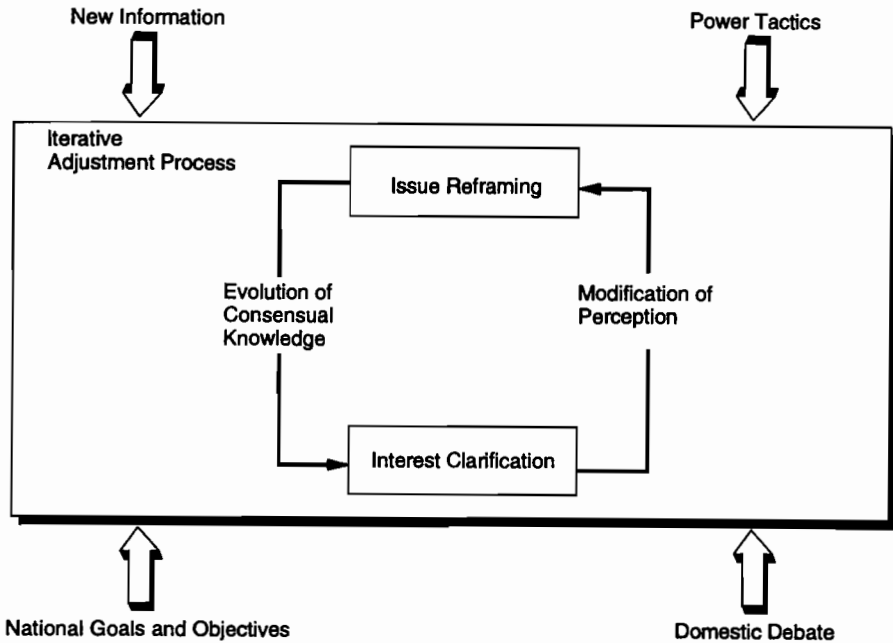 New Information
Power Tactics
Iterative
Adjustment Process
Issue Reframing
Evolution of
Consensual
Knowledge
Modification of
Perception
Interest Clarification
National Goals and Objectives
Domestic Debate